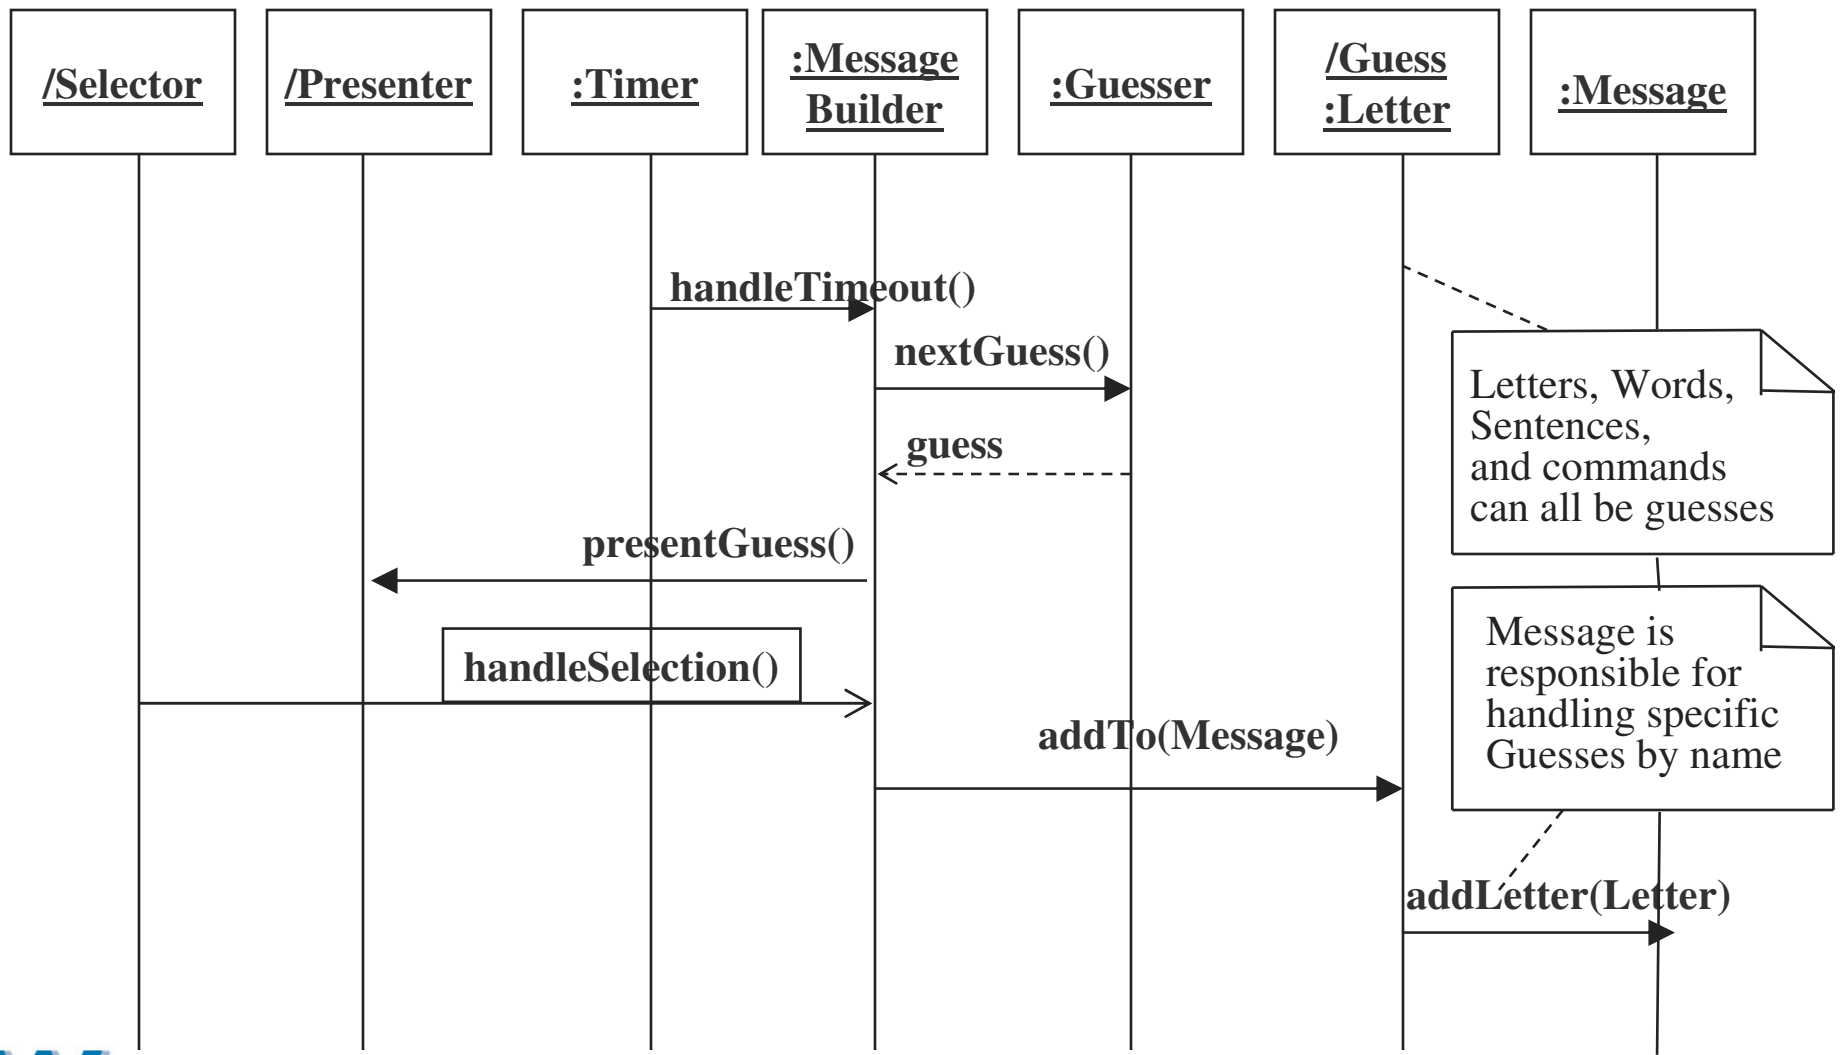 /Selector
/Presenter
:Timer
:Message
Builder
:Guesser
/Guess
:Letter
:Message
handleTimeout()
nextGuess()
guess
presentGuess()
handleSelection()
addTo(Message)
addLetter(Letter)
Letters, Words,
Sentences,
and commands
can all be guesses
Message is
responsible for
handling specific
Guesses by name